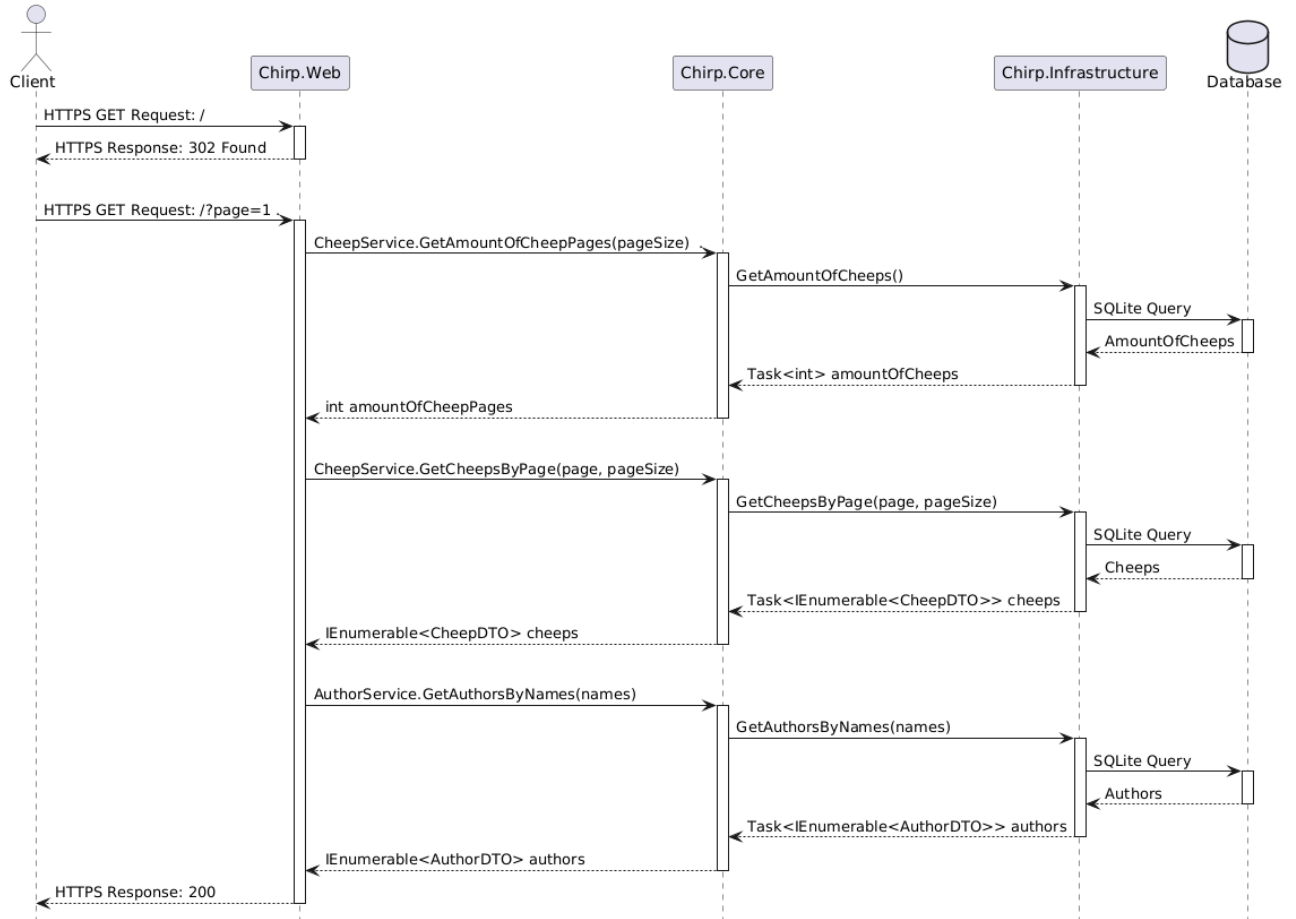 Client
Chirp.Web
Chirp.Core
Chirp.Infrastructure
Database
HTTPS GET Request: /
HTTPS Response: 302 Found
HTTPS GET Request: /?page=1 .
CheepService.GetAmountOfCheepPages(pageSize) .
GetAmountOfCheeps()
SQLite Query
AmountOfCheeps
Task<int> amountOfCheeps
int amountOfCheepPages
CheepService.GetCheepsByPage(page, pageSize)
GetCheepsByPage(page, pageSize)
SQLite Query
Cheeps
Task<IEnumerable<CheepDTO>> cheeps
IEnumerable<CheepDTO> cheeps
AuthorService.GetAuthorsByNames(names)
GetAuthorsByNames(names)
SQLite Query
Authors
Task<IEnumerable<AuthorDTO>> authors
IEnumerable<AuthorDTO> authors
HTTPS Response: 200